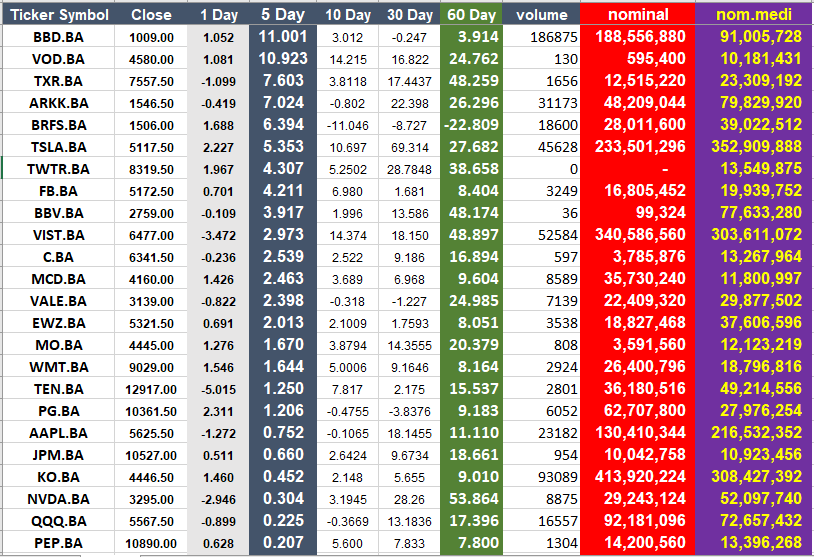 Ticker Symbol Close 1 Day 5 Day 10 Day 30 Day 60 Day volume nominal nom.medi
BBD.BA 1009.00 1.052 11.001 3.012 -0.247 3.914 186875 188,556,880 91,005,728
VOD.BA 4580.00 1.081 10.923 14.215 16.822 24.762 130 595,400 10,181,431
TXR.BA 7557.50 -1.099 7.603 3.8118 17.4437 48.259 1656 12,515,220 23,309,192
ARKK.BA 1546.50 -0.419 7.024 -0.802 22.398 26.296 31173 48,209,044 79,829,920
BRFS.BA 1506.00 1.688 6.394 -11.046 -8.727 -22.809 18600 28,011,600 39,022,512
TSLA.BA 5117.50 2.227 5.353 10.697 69.314 27.682 45628 233,501,296 352,909,888
TWTR.BA 8319.50 1.967 4.307 5.2502 28.7848 38.658 0 - 13,549,875
FB.BA 5172.50 0.701 4.211 6.980 1.681 8.404 3249 16,805,452 19,939,752
BBV.BA 2759.00 -0.109 3.917 1.996 13.586 48.174 36 99,324 77,633,280
VIST.BA 6477.00 -3.472 2.973 14.374 18.150 48.897 52584 340,586,560 303,611,072
C.BA 6341.50 -0.236 2.539 2.522 9.186 16.894 597 3,785,876 13,267,964
MCD.BA 4160.00 1.426 2.463 3.689 6.968 9.604 8589 35,730,240 11,800,997
VALE.BA 3139.00 -0.822 2.398 -0.318 -1.227 24.985 7139 22,409,320 29,877,502
EWZ.BA 5321.50 0.691 2.013 2.1009 1.7593 8.051 3538 18,827,468 37,606,596
MO.BA 4445.00 1.276 1.670 3.8794 14.3555 20.379 808 3,591,560 12,123,219
WMT.BA 9029.00 1.546 1.644 5.0006 9.1646 8.164 2924 26,400,796 18,796,816
TEN.BA 12917.00 -5.015 1.250 7.817 2.175 15.537 2801 36,180,516 49,214,556
PG.BA 10361.50 2.311 1.206 -0.4755 -3.8376 9.183 6052 62,707,800 27,976,254
AAPL.BA 5625.50 -1.272 0.752 -0.1065 18.1455 11.110 23182 130,410,344 216,532,352
JPM.BA 10527.00 0.511 0.660 2.6424 9.6734 18.661 954 10,042,758 10,923,456
KO.BA 4446.50 1.460 0.452 2.148 5.655 9.010 93089 413,920,224 308,427,392
NVDA.BA 3295.00 -2.946 0.304 3.1945 28.26 53.864 8875 29,243,124 52,097,740
QQQ.BA 5567.50 -0.899 0.225 -0.3669 13.1836 17.396 16557 92,181,096 72,657,432
PEP.BA 10890.00 0.628 0.207 5.600 7.833 7.800 1304 14,200,560 13,396,268